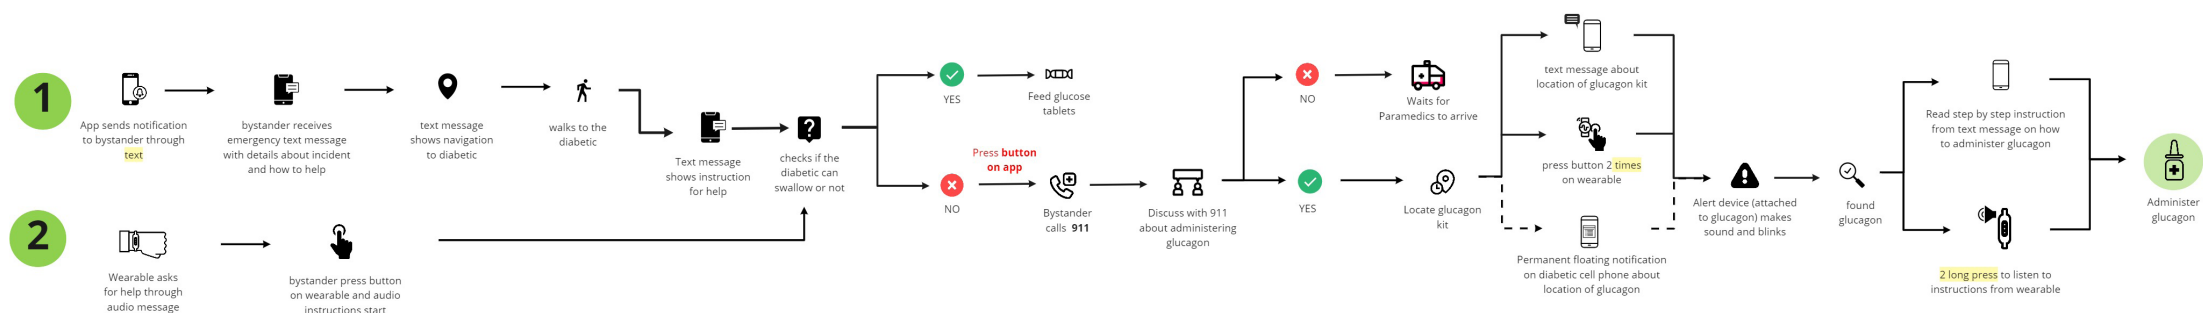 1
App sends notification
to bystander through
text
bystander receives
emergency text message
with details about incident
and how to help
text message
shows navigation
to diabetic
walks to the
diabetic
Text message
shows instruction
for help
checks if the
diabetic can
swallow or not
YES
Feed glucose
tablets
NO
Press button
on app
Bystander
calls 911
Discuss with 911
about administering
glucagon
NO
Waits for
Paramedics to arrive
YES
Locate glucagon
kit
text message about
location of glucagon kit
press button 2 times
on wearable
Permanent floating notification
on diabetic cell phone about
location of glucagon
Alert device (attached
to glucagon) makes
sound and blinks
found
glucagon
Read step by step instruction
from text message on how
to administer glucagon
2 long press to listen to
instructions from wearable
Administer
glucagon
2
Wearable asks
for help through
audio message
bystander press button
on wearable and audio
instructions start